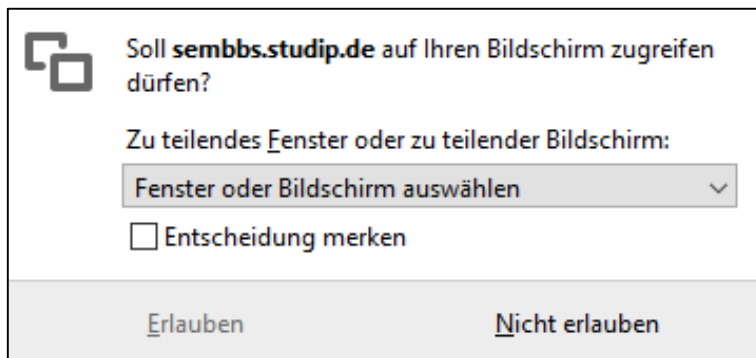 Soll sembbs.studip.de auf Ihren Bildschirm zugreifen
dürfen?
Zu teilendes Fenster oder zu teilender Bildschirm:
Fenster oder Bildschirm auswählen
Entscheidung merken
Erlauben
Nicht erlauben